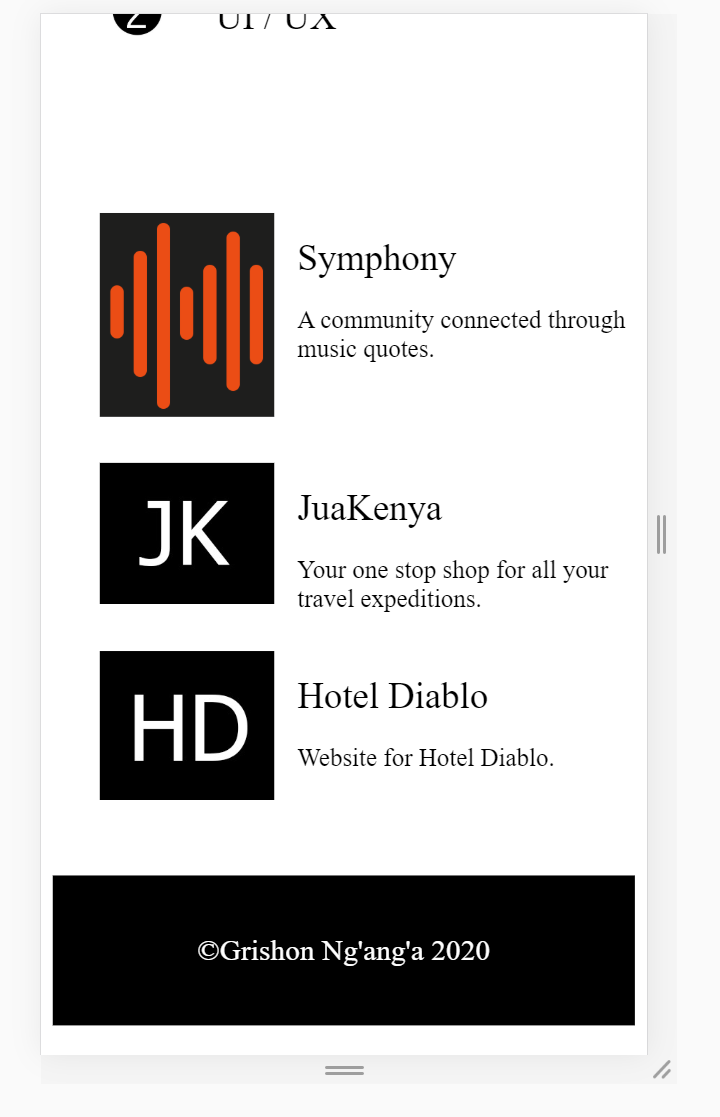 2 UI / UX
Symphony
A community connected through
music quotes.
JK
JuaKenya
Your one stop shop for all your
travel expeditions.
HD
Hotel Diablo
Website for Hotel Diablo.
©Grishon Ng'ang'a 2020